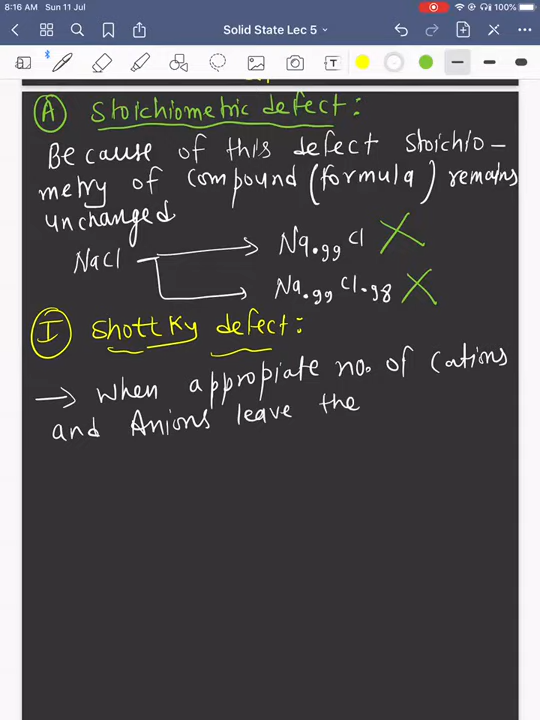 8:16 AM Sun 11 Jul 100%
Solid State Lec 5
T
A Stoichiometric defect:
Because of this defect Stoichio-
metry of compound (formula) remains
unchanged
NaCl Na.99 Cl X
Na.99 Cl.98 X
I Shottky defect:
→ When appropiate no. of Cations
and Anions leave the